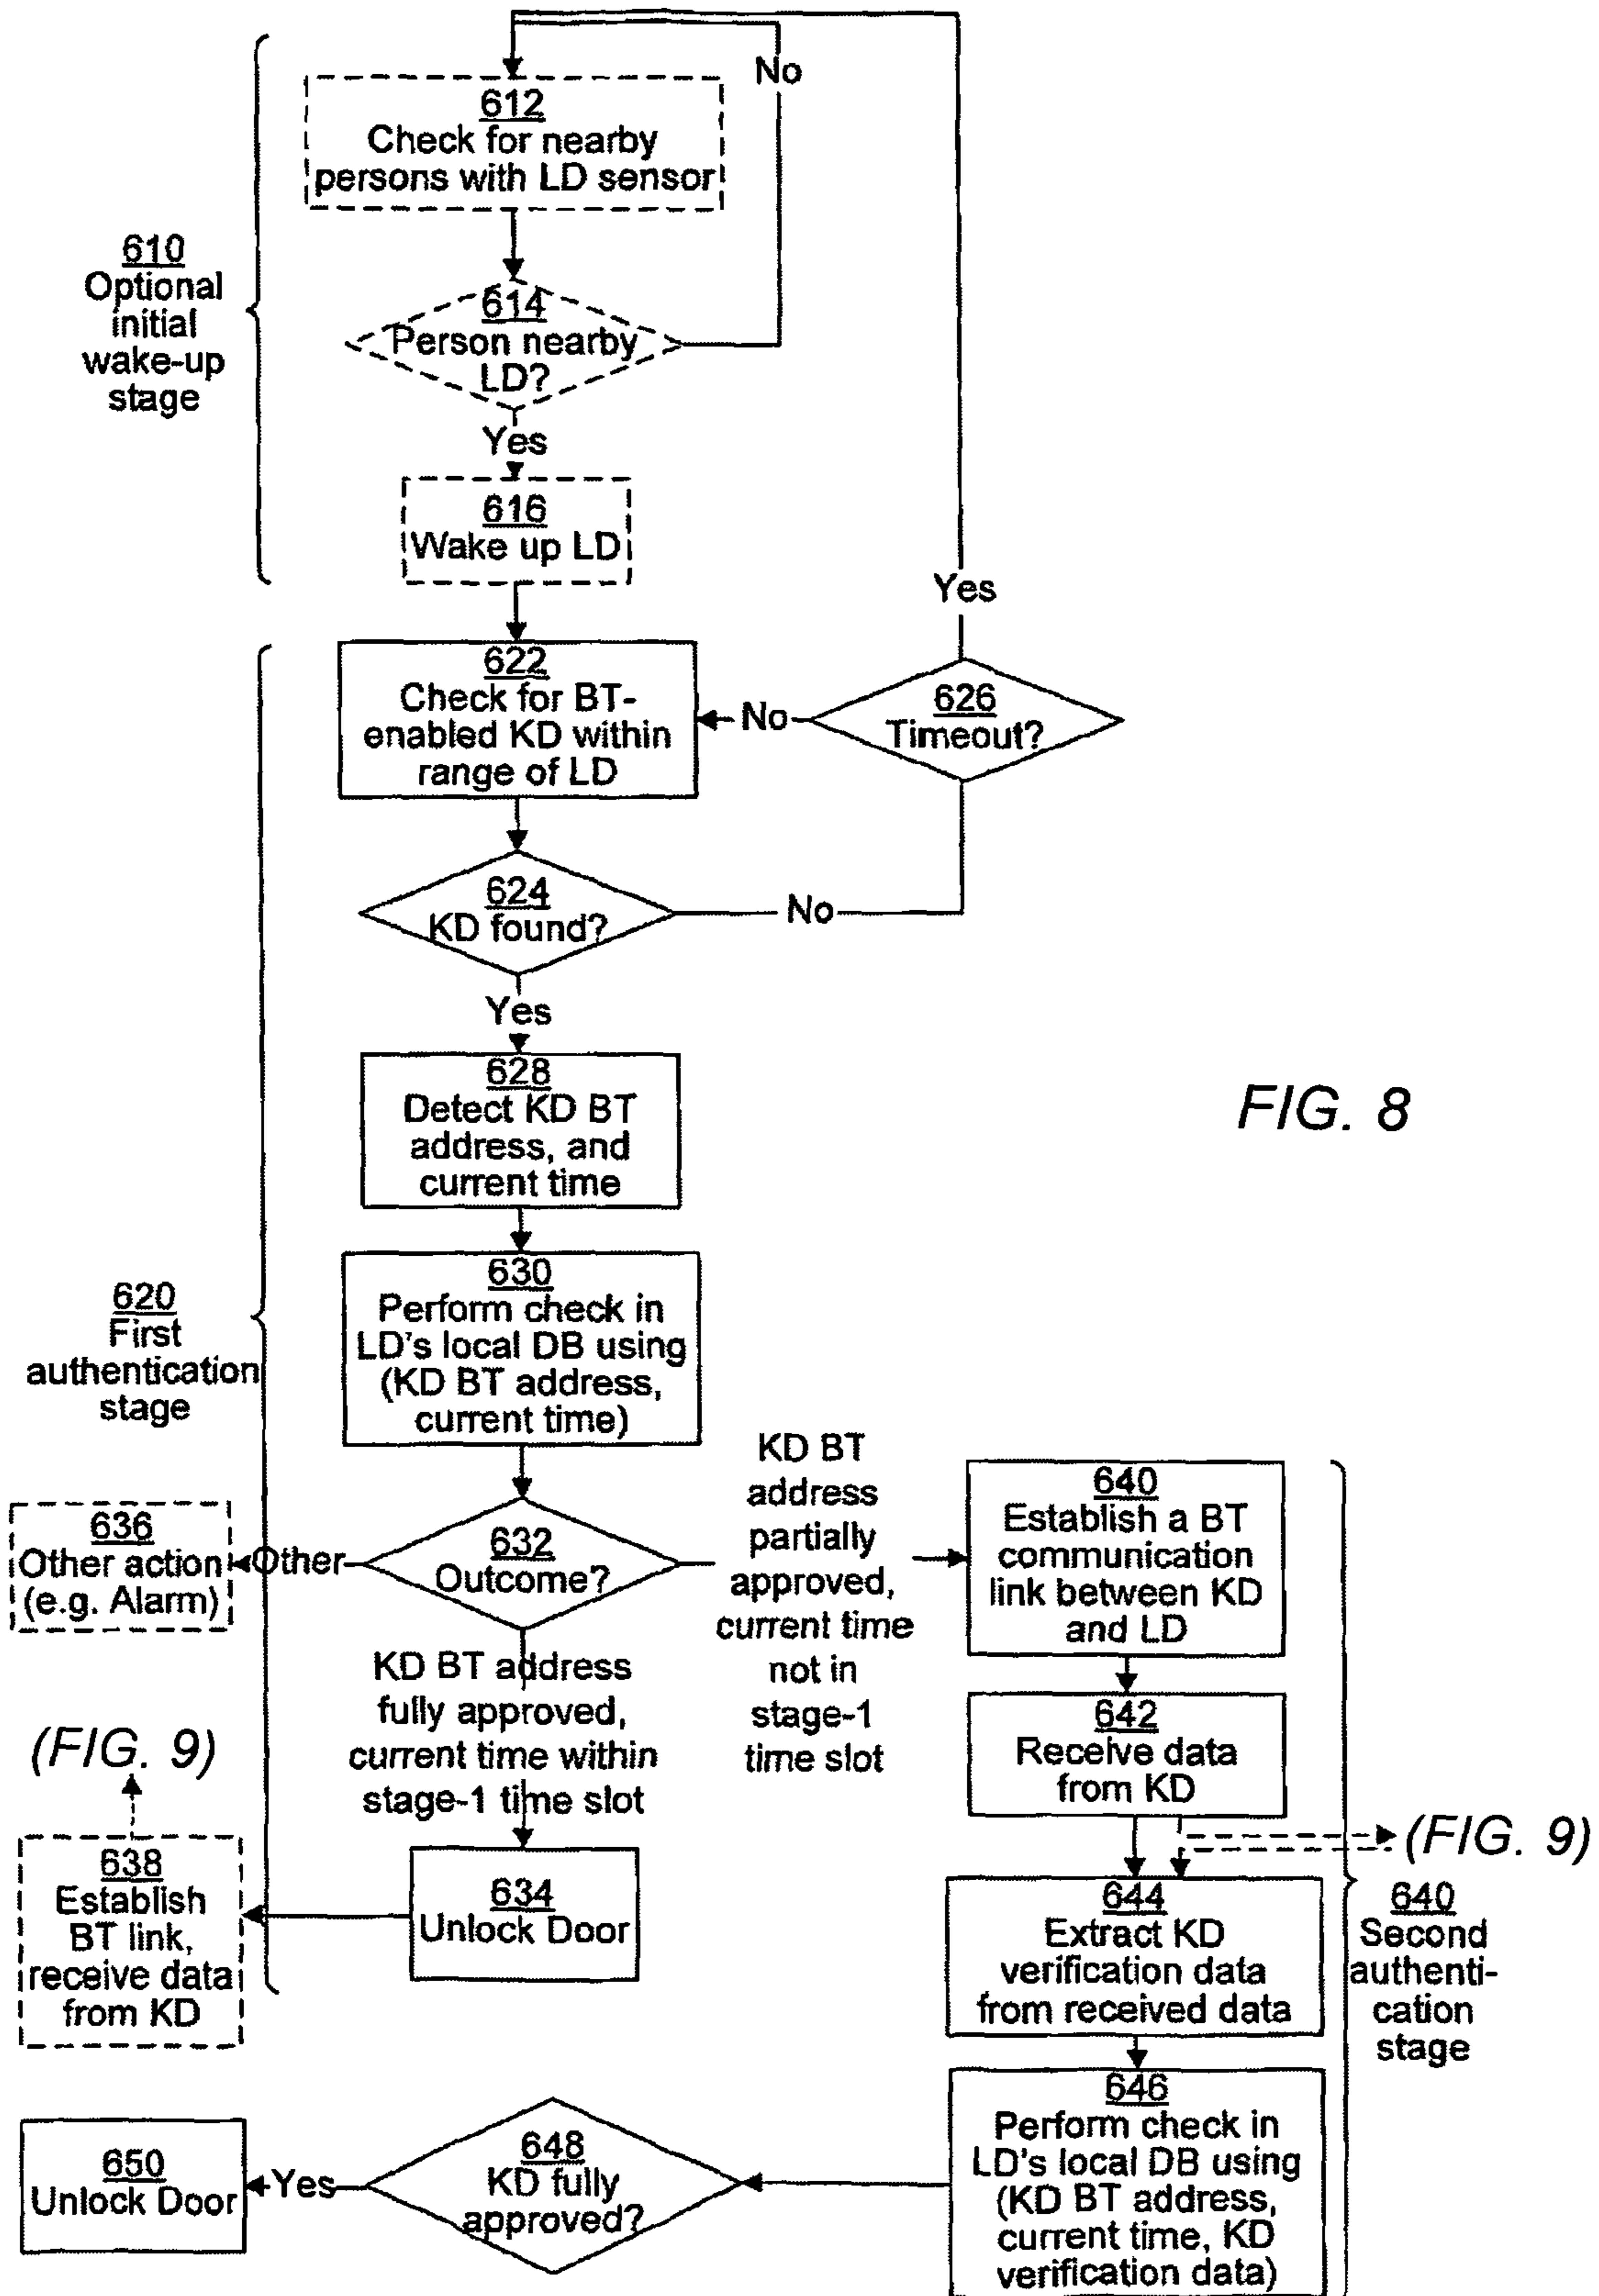 No
612
Check for nearby
persons with LD sensor
610
Optional
initial
wake-up
stage
614
Person nearby
LD?
Yes
616
Wake up LD
Yes
622
Check for BT-
enabled KD within
range of LD
No
626
Timeout?
624
KD found?
No
Yes
628
Detect KD BT
address, and
current time
FIG. 8
630
Perform check in
LD's local DB using
(KD BT address,
current time)
620
First
authentication
stage
632
Outcome?
Other
636
Other action
(e.g. Alarm)
KD BT
address
partially
approved,
current time
not in
stage-1
time slot
640
Establish a BT
communication
link between KD
and LD
KD BT address
fully approved,
current time within
stage-1 time slot
642
Receive data
from KD
(FIG. 9)
(FIG. 9)
638
Establish
BT link,
receive data
from KD
634
Unlock Door
644
Extract KD
verification data
from received data
640
Second
authenti-
cation
stage
646
Perform check in
LD's local DB using
(KD BT address,
current time, KD
verification data)
648
KD fully
approved?
Yes
650
Unlock Door